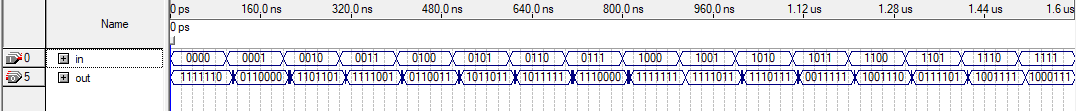 Name 0 ps 160.0 ns 320.0 ns 480.0 ns 640.0 ns 800.0 ns 960.0 ns 1.12 us 1.28 us 1.44 us 1.6 us
0 ps
0 in 0000 0001 0010 0011 0100 0101 0110 0111 1000 1001 1010 1011 1100 1101 1110 1111
5 out 1111110 0110000 1101101 1111001 0110011 1011011 1011111 1110000 1111111 1111011 1110111 0011111 1001110 0111101 1001111 1000111